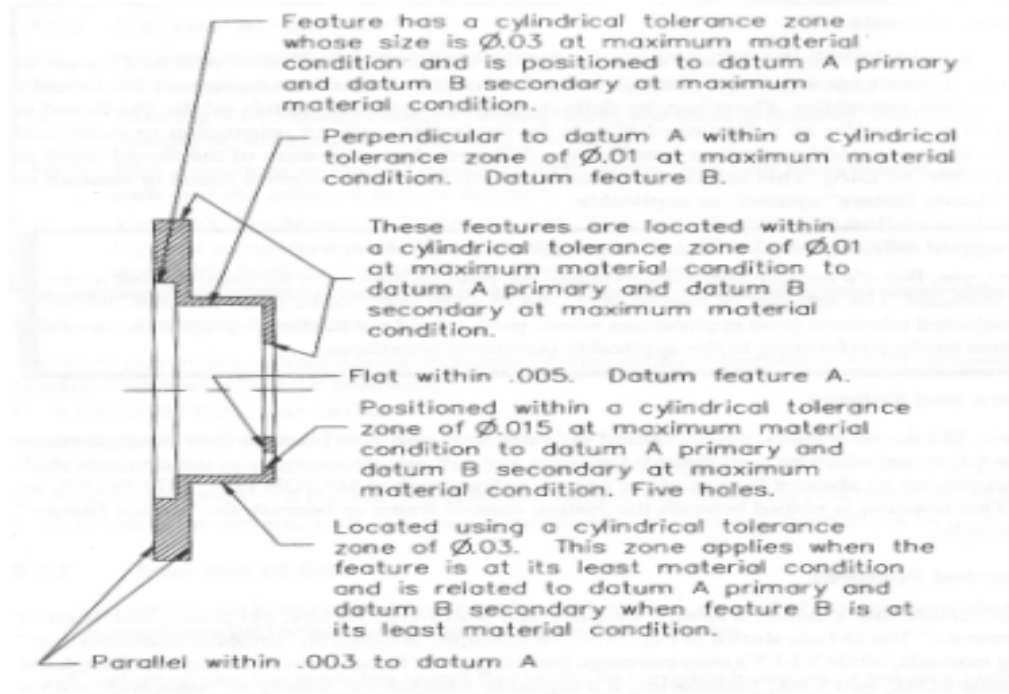 Feature has a cylindrical tolerance zone
whose size is Ø.03 at maximum material
condition and is positioned to datum A primary
and datum B secondary at maximum
material condition.
Perpendicular to datum A within a cylindrical
tolerance zone of Ø.01 at maximum material
condition. Datum feature B.
These features are located within
a cylindrical tolerance zone of Ø.01
at maximum material condition to
datum A primary and datum B
secondary at maximum material
condition.
Flat within .005. Datum feature A.
Positioned within a cylindrical tolerance
zone of Ø.015 at maximum material
condition to datum A primary and
datum B secondary at maximum
material condition. Five holes.
Located using a cylindrical tolerance
zone of Ø.03. This zone applies when the
feature is at its least material condition
and is related to datum A primary and
datum B secondary when feature B is at
its least material condition.
Parallel within .003 to datum A